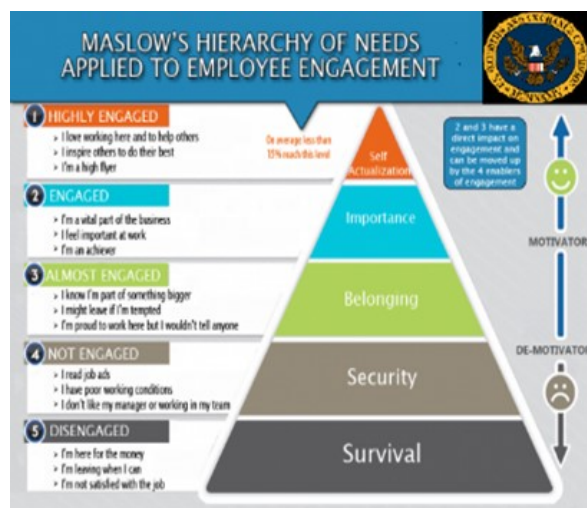 MASLOW'S HIERARCHY OF NEEDS
APPLIED TO EMPLOYEE ENGAGEMENT
1 HIGHLY ENGAGED
> I love working here and to help others
> I inspire others to do their best
> I'm a high flyer
On average less than
15% reach this level
Self
Actualization
2 and 3 have a
direct impact on
engagement and
can be moved up
by the 4 enablers
of engagement
2 ENGAGED
> I'm a vital part of the business
> I feel important at work
> I'm an achiever
Importance
MOTIVATOR
3 ALMOST ENGAGED
> I know I'm part of something bigger
> I might leave if I'm tempted
> I'm proud to work here but I wouldn't tell anyone
Belonging
4 NOT ENGAGED
> I read job ads
> I have poor working conditions
> I don't like my manager or working in my team
Security
DE-MOTIVATOR
5 DISENGAGED
> I'm here for the money
> I'm leaving when I can
> I'm not satisfied with the job
Survival